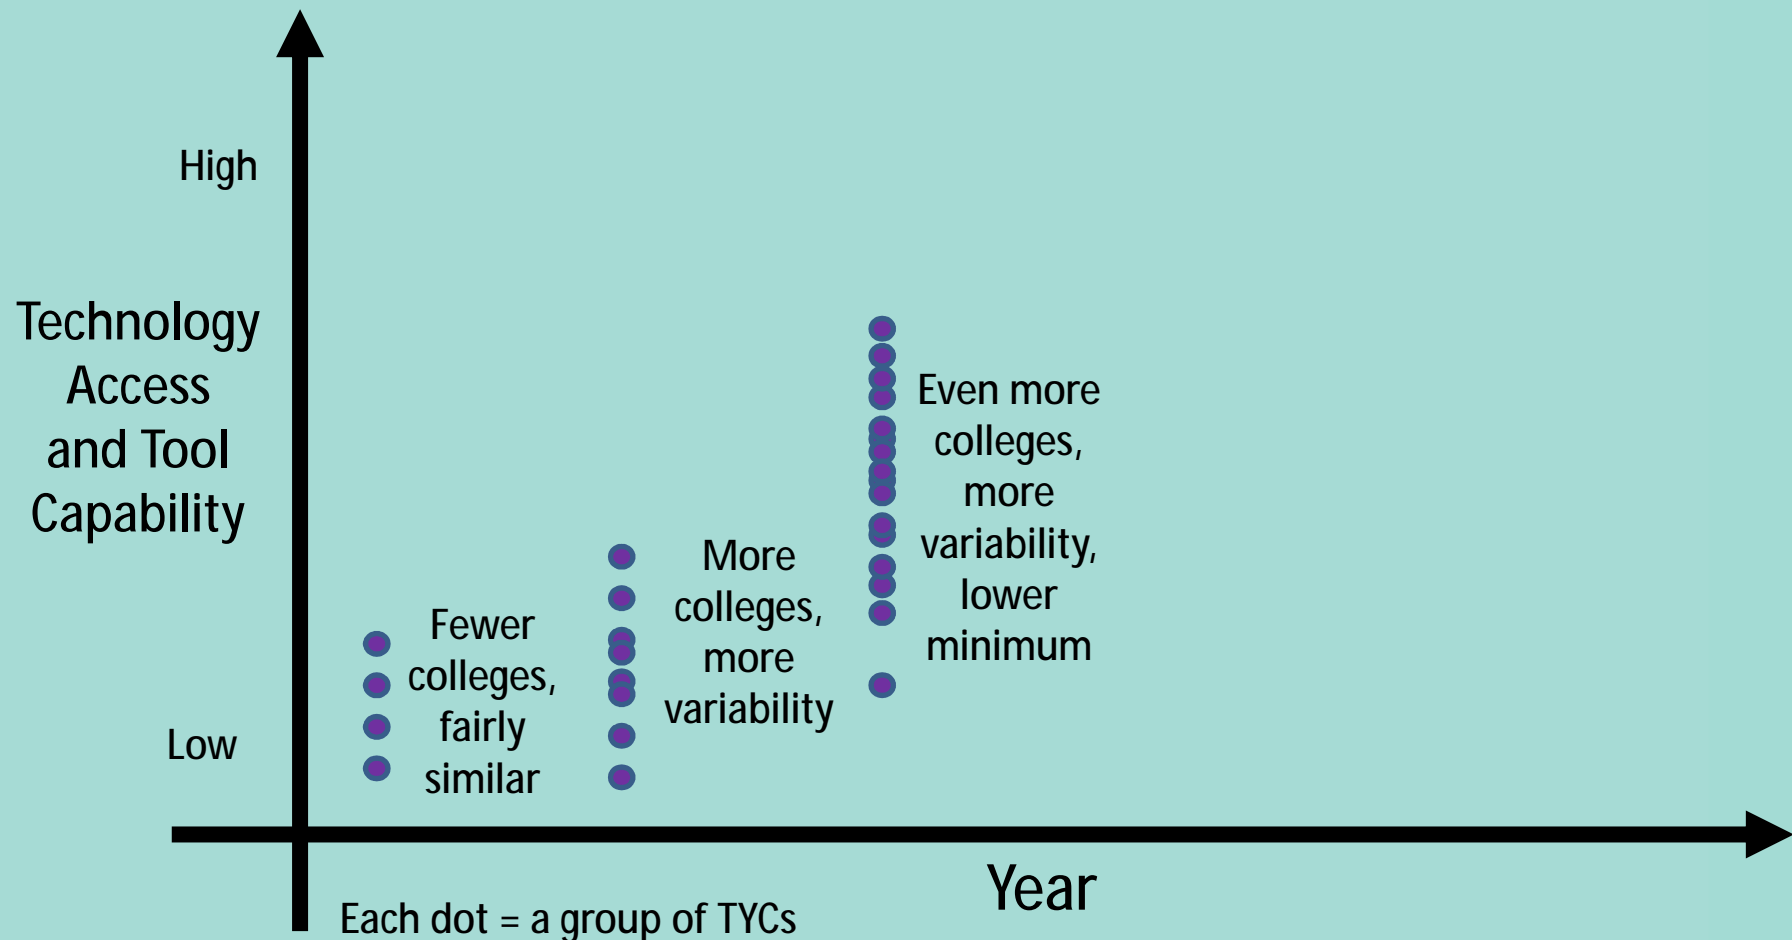 High
Technology
Access
and Tool
Capability
Low
Fewer
colleges,
fairly
similar
More
colleges,
more
variability
Even more
colleges,
more
variability,
lower
minimum
Year
Each dot = a group of TYCs